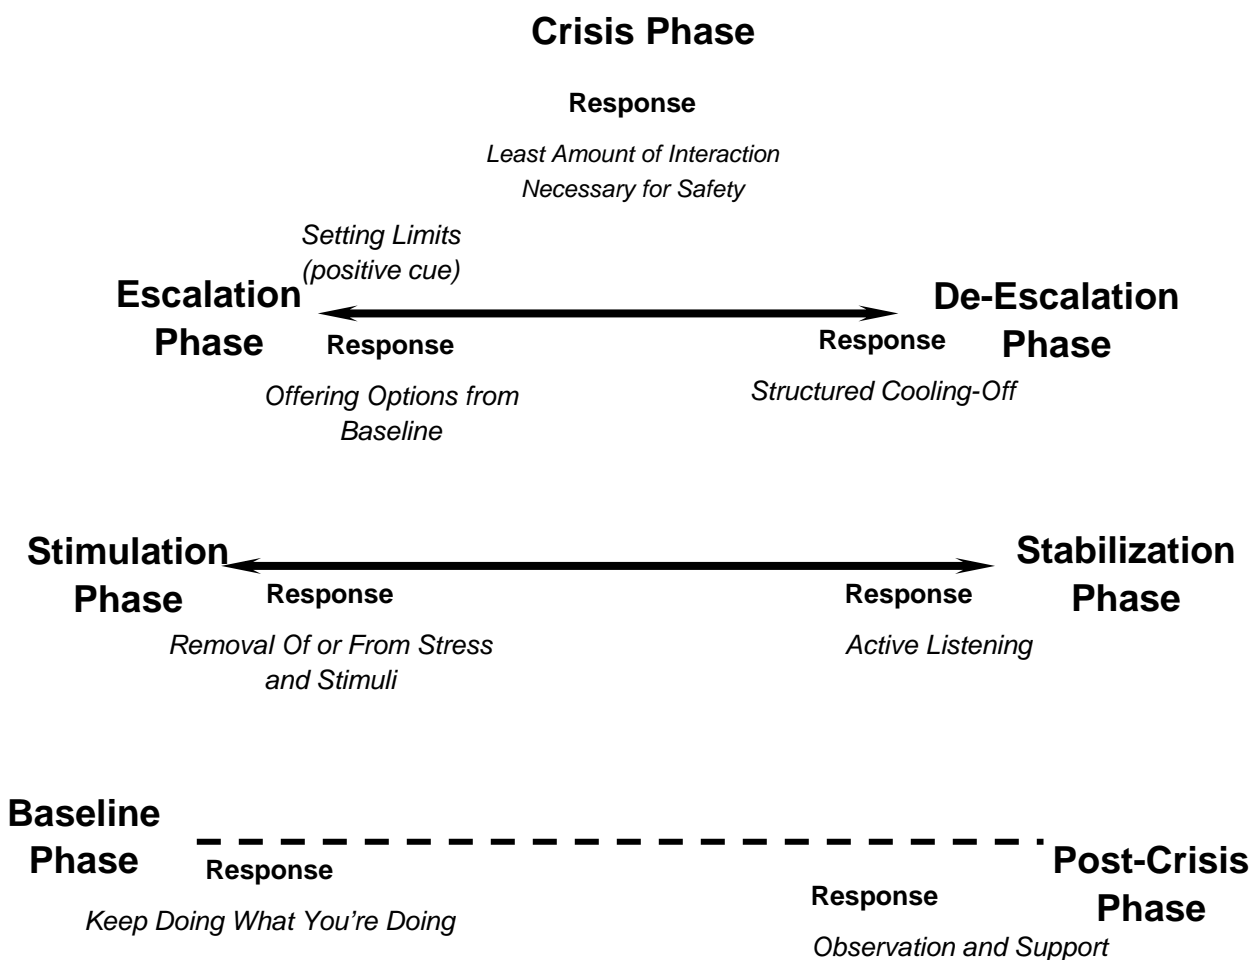 Crisis Phase
Response
Least Amount of Interaction
Necessary for Safety
Setting Limits
(positive cue)
Escalation
Phase
Response
Offering Options from
Baseline
De-Escalation
Phase
Response
Structured Cooling-Off
Stimulation
Phase
Response
Removal Of or From Stress
and Stimuli
Stabilization
Phase
Response
Active Listening
Baseline
Phase
Response
Keep Doing What You’re Doing
Post-Crisis
Phase
Response
Observation and Support